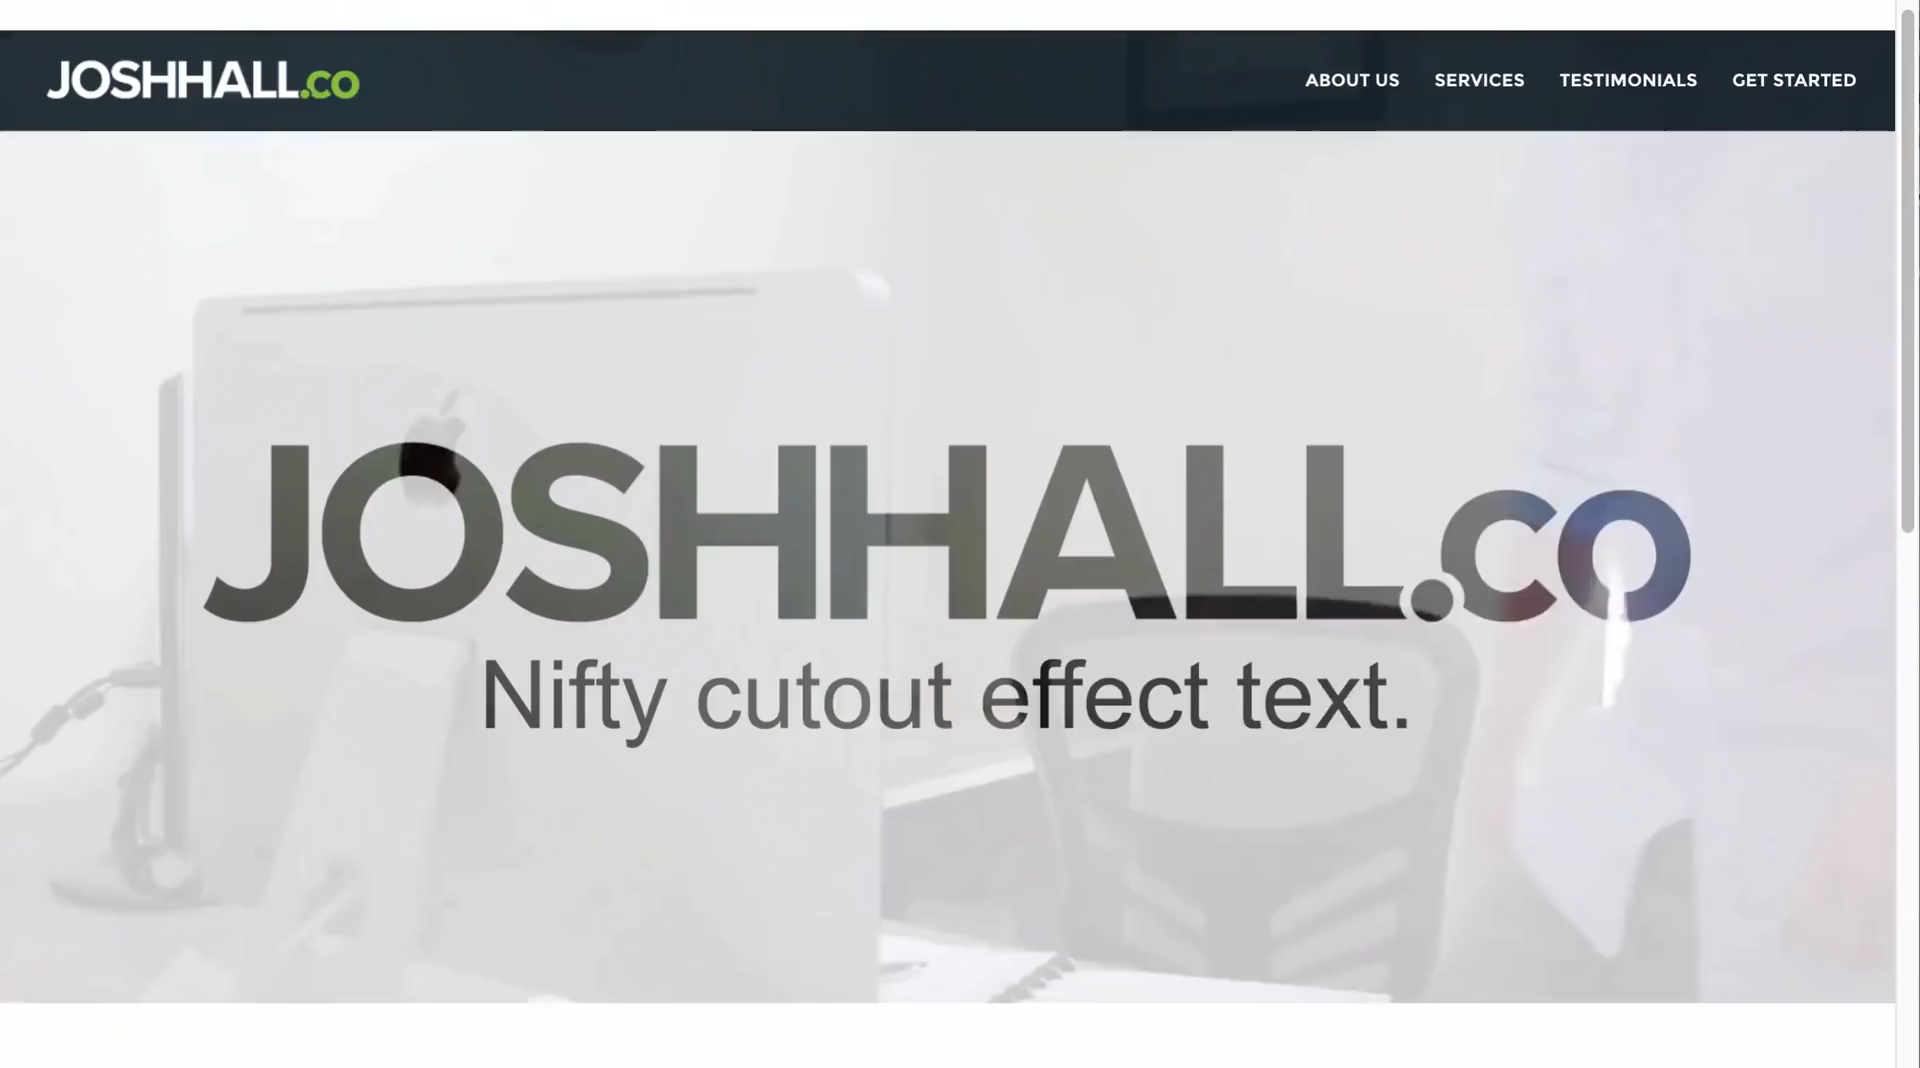 JOSHHALL.CO
ABOUT US
SERVICES
TESTIMONIALS
GET STARTED
JOSHHALL.CO
Nifty cutout effect text.